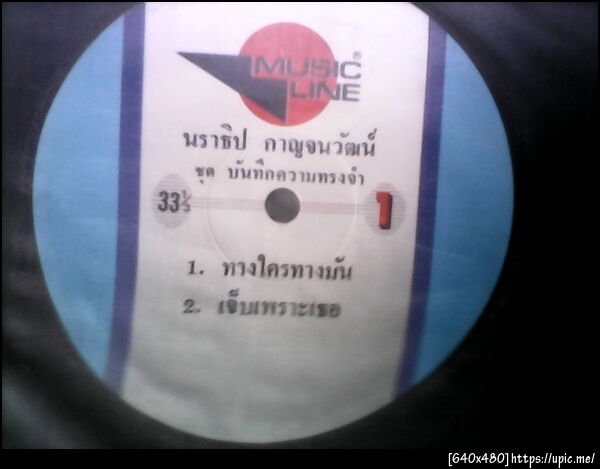 MUSIC®
LINE
นราธิป กาญจนวัฒน์
ชุด บันทึกความทรงจำ
33⅓
1
1. ทางใครทางมัน
2. เจ็บเพราะเธอ
[640x480]https://upic.me/